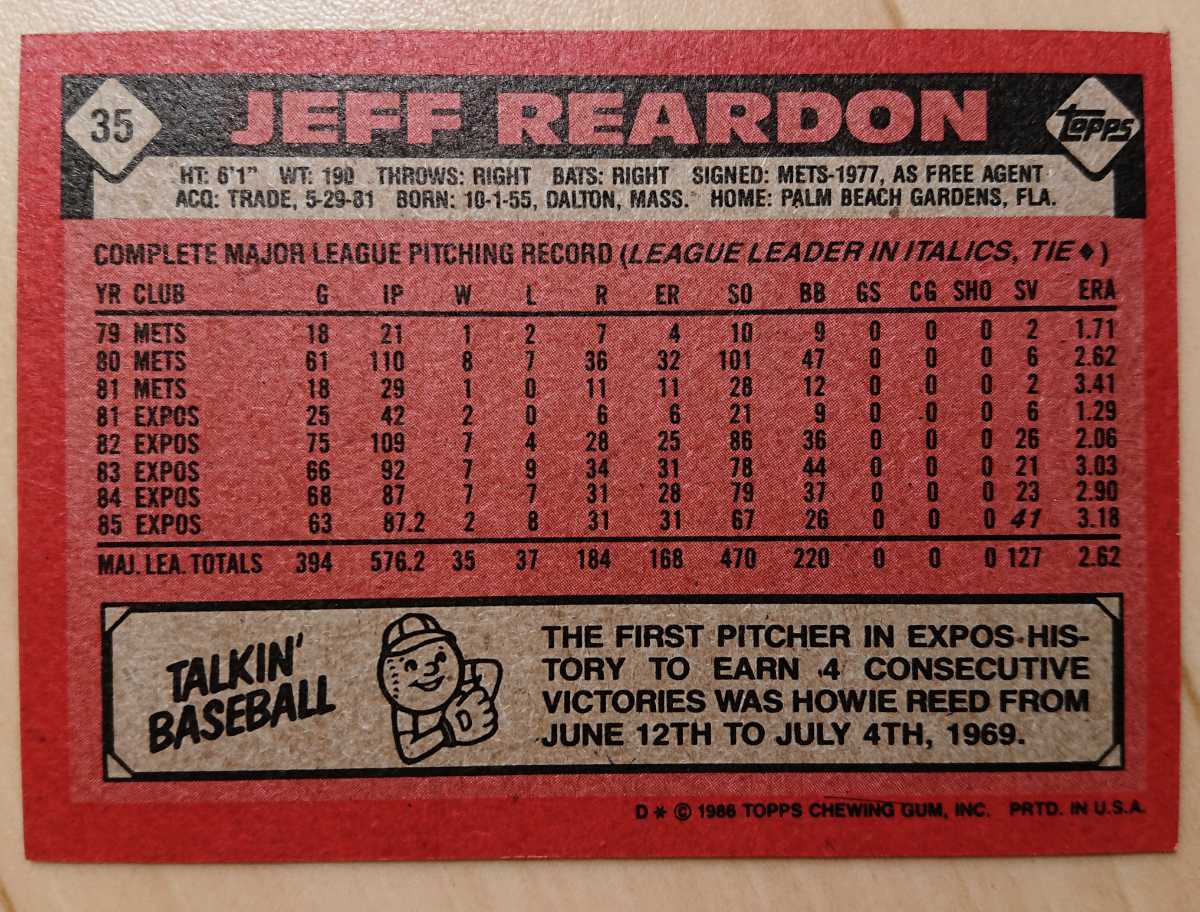 35 JEFF REARDON Topps
HT: 6'1" WT: 190 THROWS: RIGHT BATS: RIGHT SIGNED: METS-1977, AS FREE AGENT
ACQ: TRADE, 5-29-81 BORN: 10-1-55, DALTON, MASS. HOME: PALM BEACH GARDENS, FLA.
COMPLETE MAJOR LEAGUE PITCHING RECORD (LEAGUE LEADER IN ITALICS, TIE ♦)
YR CLUB G IP W L R ER SO BB GS CG SHO SV ERA
79 METS 18 21 1 2 7 4 10 9 0 0 0 2 1.71
80 METS 61 110 8 7 36 32 101 47 0 0 0 6 2.62
81 METS 18 29 1 0 11 11 28 12 0 0 0 2 3.41
81 EXPOS 25 42 2 0 6 6 21 9 0 0 0 6 1.29
82 EXPOS 75 109 7 4 28 25 86 36 0 0 0 26 2.06
83 EXPOS 66 92 7 9 34 31 78 44 0 0 0 21 3.03
84 EXPOS 68 87 7 7 31 28 79 37 0 0 0 23 2.90
85 EXPOS 63 87.2 2 8 31 31 67 26 0 0 0 41 3.18
MAJ. LEA. TOTALS 394 576.2 35 37 184 168 470 220 0 0 0 127 2.62
TALKIN'
BASEBALL
D
THE FIRST PITCHER IN EXPOS HIS-
TORY TO EARN 4 CONSECUTIVE
VICTORIES WAS HOWIE REED FROM
JUNE 12TH TO JULY 4TH, 1969.
D * © 1986 TOPPS CHEWING GUM, INC. PRTD. IN U.S.A.